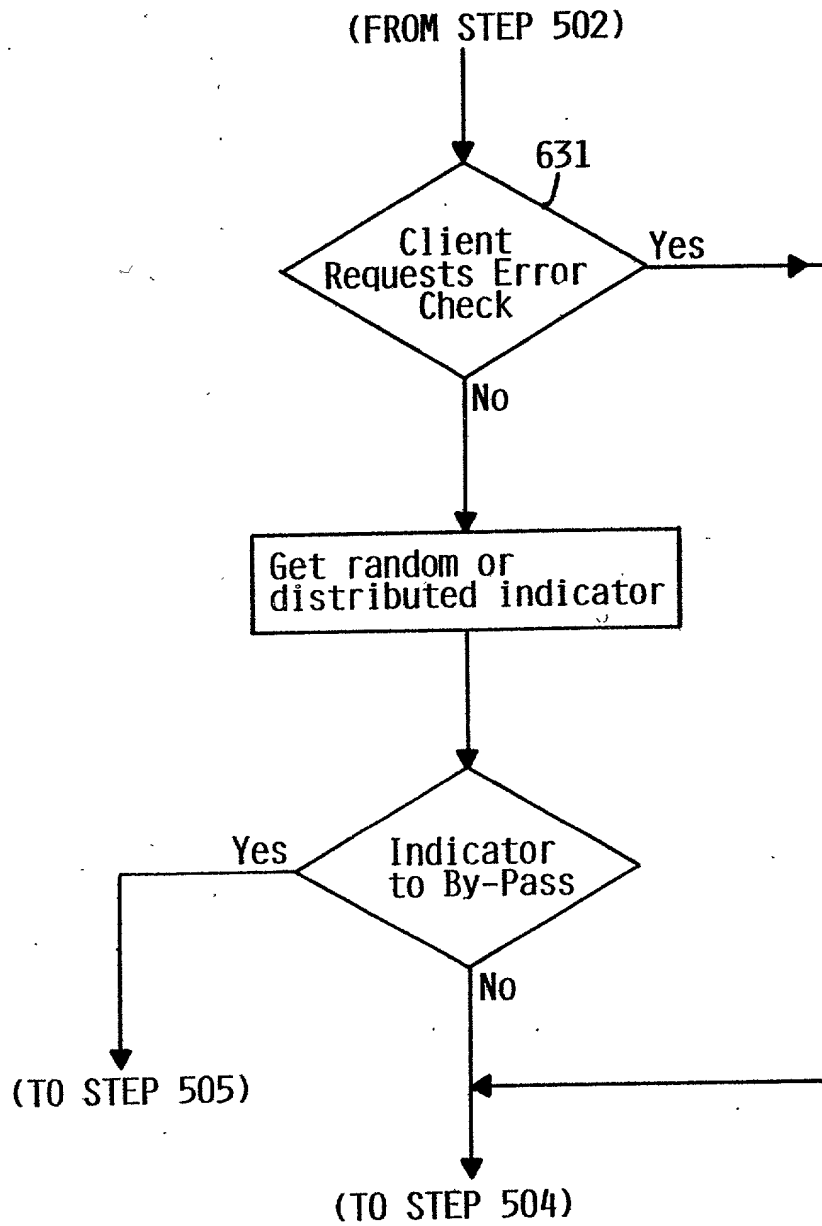 (FROM STEP 502)
631
Client
Requests Error
Check
Yes
No
Get random or
distributed indicator
Yes
Indicator
to By-Pass
No
(TO STEP 505)
(TO STEP 504)